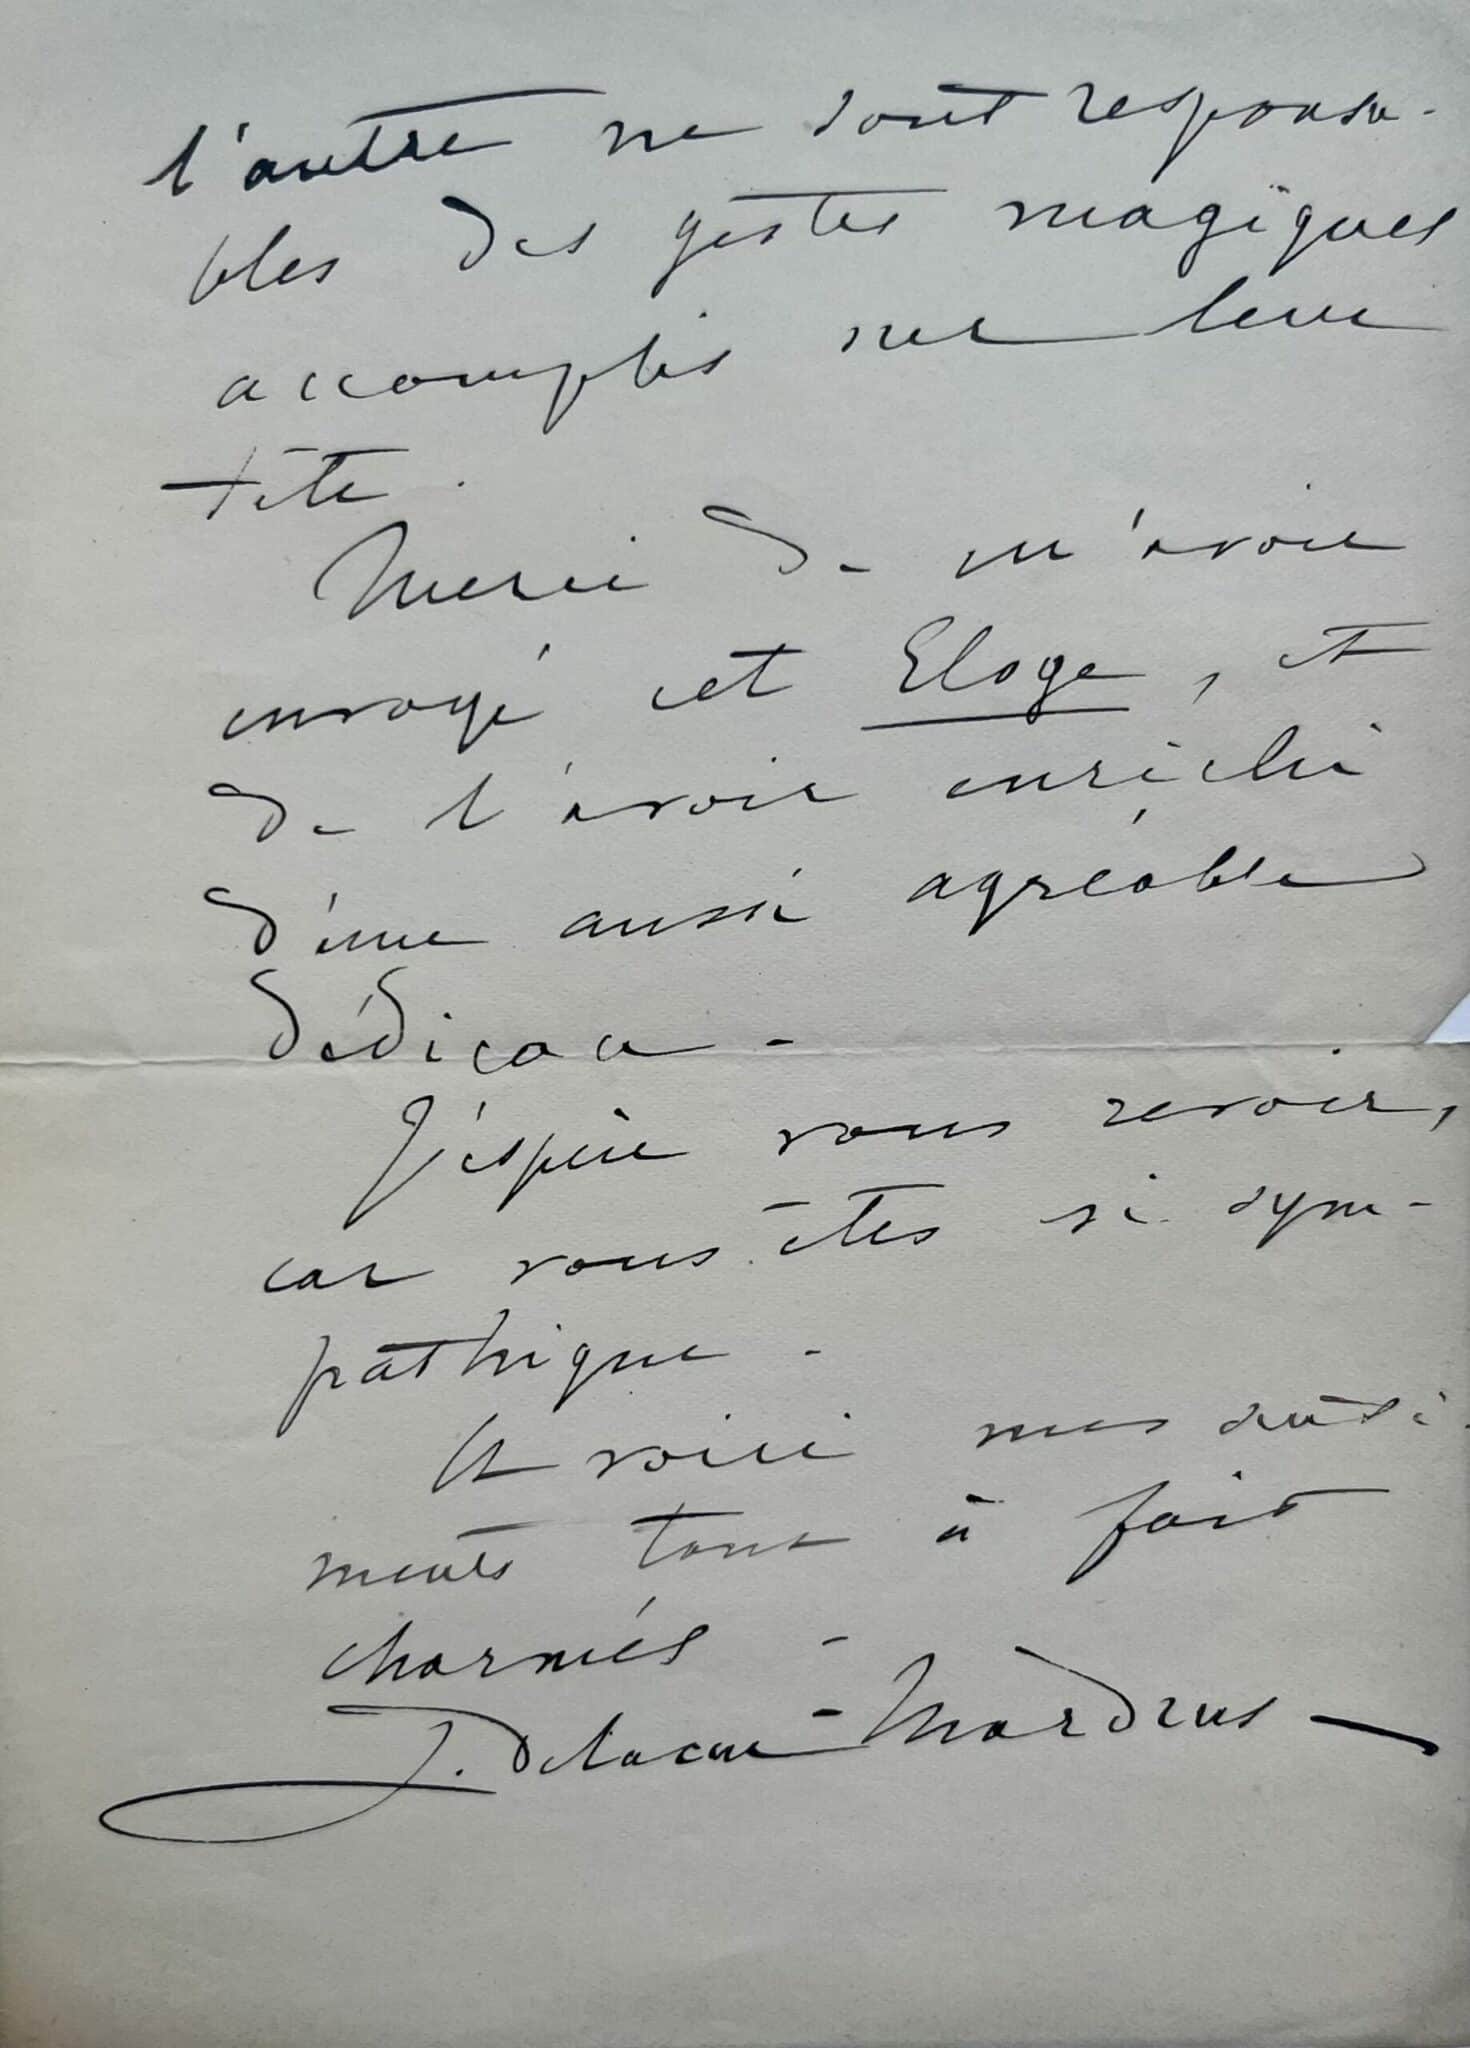 l'autre ne sont responsa-
bles des gestes magiques
accomplis sur leur
tête.
Merci de m'avoir
envoyé cet Eloge, et
de l'avoir enrichi
d'une aussi agréable
dédicace.
J'espère vous revoir,
car vous êtes si sym-
pathique.
Et voici mes senti-
ments tout à fait
charmés -
J. Delarue-Mardrus